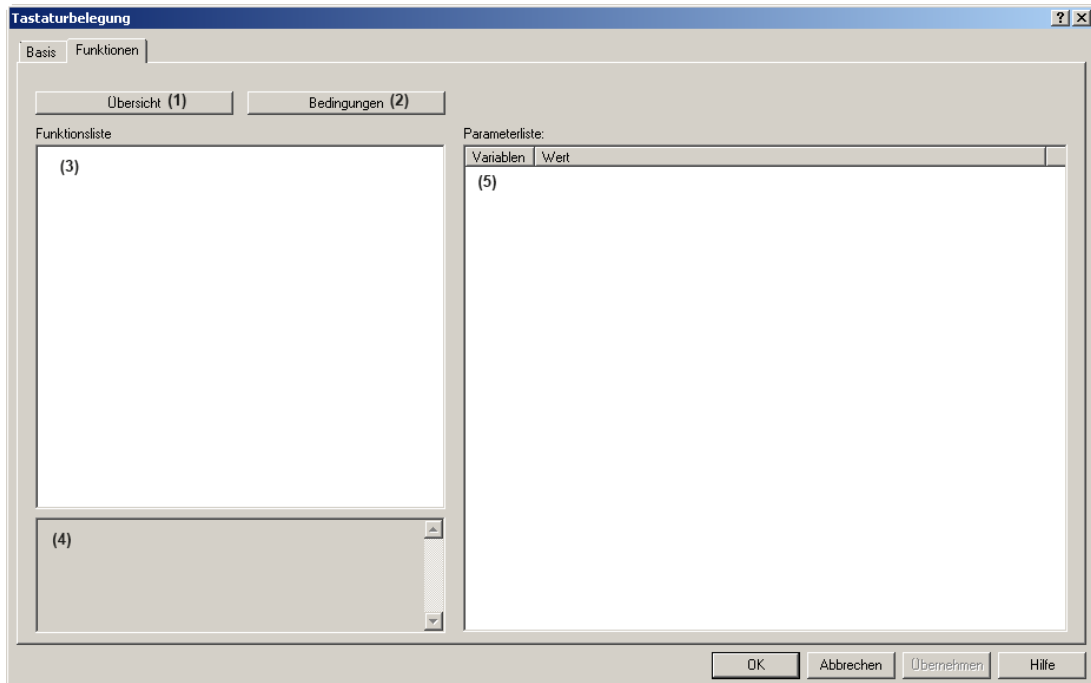 Tastaturbelegung
Basis Funktionen
Übersicht (1) Bedingungen (2)
Funktionsliste Parameterliste:
Variablen Wert
(3)
(5)
(4)
OK Abbrechen Übernehmen Hilfe